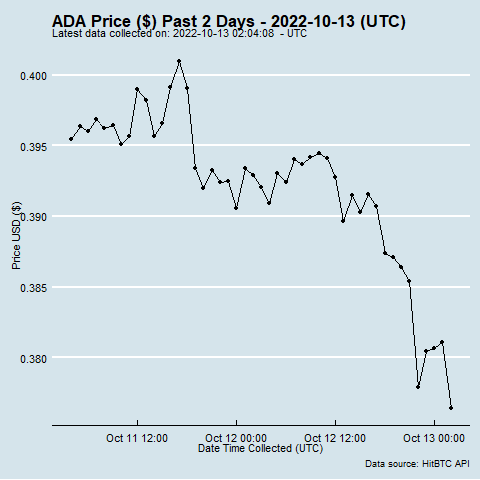 ADA Price ($) Past 2 Days - 2022-10-13 (UTC)
Latest data collected on: 2022-10-13 02:04:08 - UTC
0.400
0.395
0.390
0.385
0.380
Price USD ($)
Oct 11 12:00
Oct 12 00:00
Oct 12 12:00
Oct 13 00:00
Date Time Collected (UTC)
Data source: HitBTC API